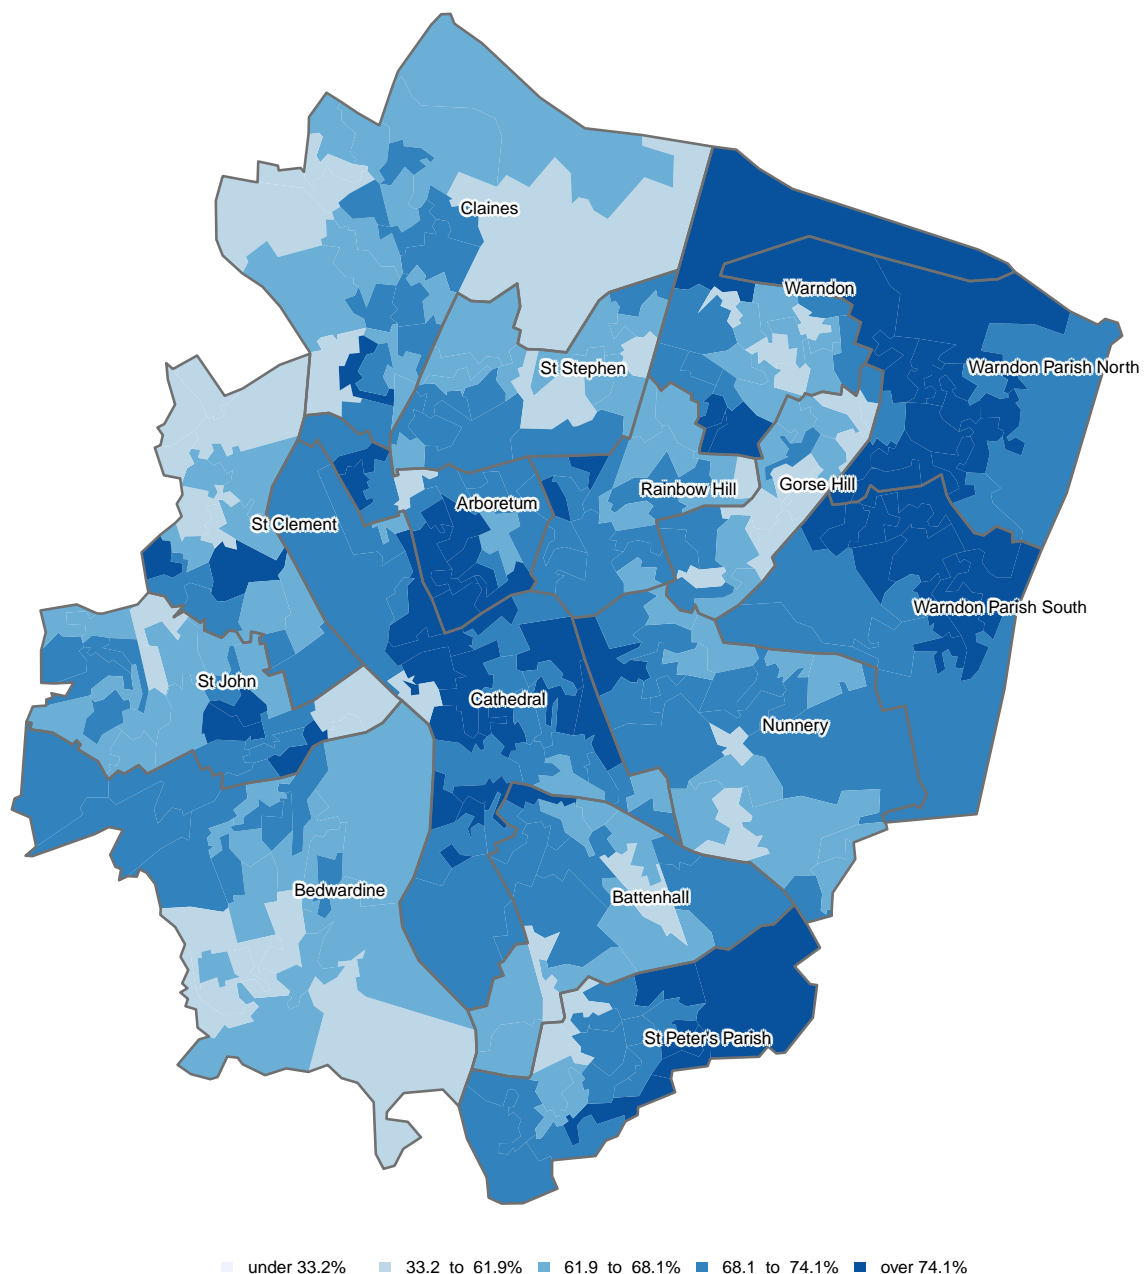 Claines
Warndon
Warndon Parish North
St Stephen
Rainbow Hill
Gorse Hill
Arboretum
St Clement
Warndon Parish South
St John
Cathedral
Nunnery
Bedwardine
Battenhall
St Peter's Parish
under 33.2% 33.2 to 61.9% 61.9 to 68.1% 68.1 to 74.1% over 74.1%